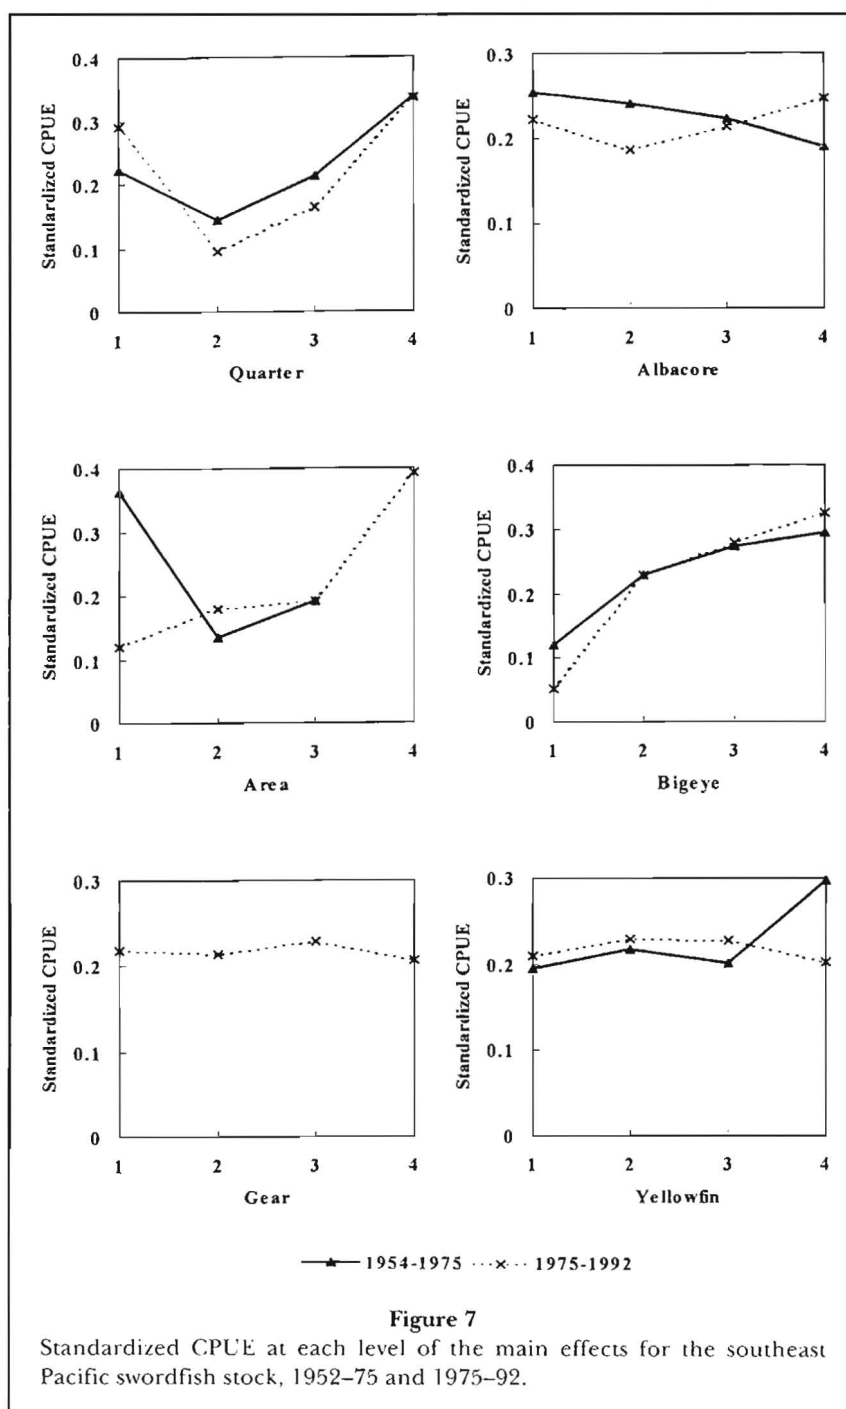 0.4
0.3
0.2
0.1
0
Standardized CPUE
1 2 3 4
Quarter
0.3
0.2
0.1
0
Standardized CPUE
1 2 3 4
Albacore
0.4
0.3
0.2
0.1
0
Standardized CPUE
1 2 3 4
Area
0.4
0.3
0.2
0.1
0
Standardized CPUE
1 2 3 4
Bigeye
0.3
0.2
0.1
0
Standardized CPUE
1 2 3 4
Gear
0.3
0.2
0.1
0
Standardized CPUE
1 2 3 4
Yellowfin
1954-1975 1975-1992
Figure 7
Standardized CPUE at each level of the main effects for the southeast
Pacific swordfish stock, 1952–75 and 1975–92.